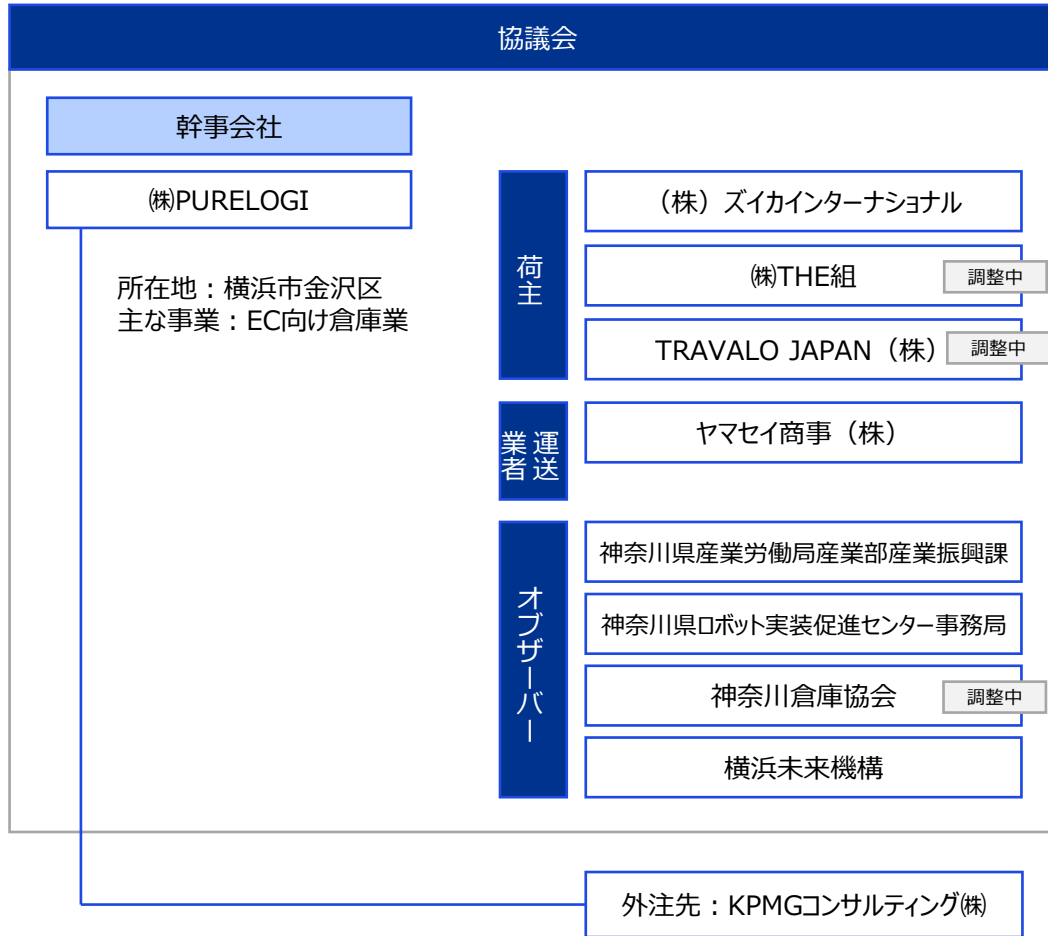 協議会
幹事会社
㈱PURELOGI
所在地：横浜市金沢区
主な事業：EC向け倉庫業
荷主
（株）ズイカインターナショナル
㈱THE組
調整中
TRAVALO JAPAN（株）
調整中
運送
業者
ヤマセイ商事（株）
オブザーバー
神奈川県産業労働局産業部産業振興課
神奈川県ロボット実装促進センター事務局
神奈川倉庫協会
調整中
横浜未来機構
外注先：KPMGコンサルティング㈱